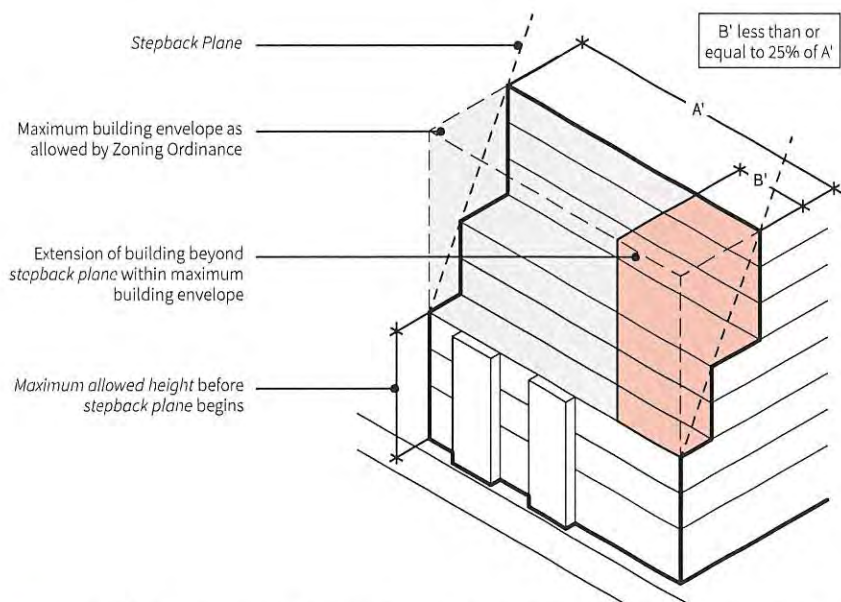 Stepback Plane
B' less than or
equal to 25% of A'
A'
Maximum building envelope as
allowed by Zoning Ordinance
B'
Extension of building beyond
stepback plane within maximum
building envelope
Maximum allowed height before
stepback plane begins